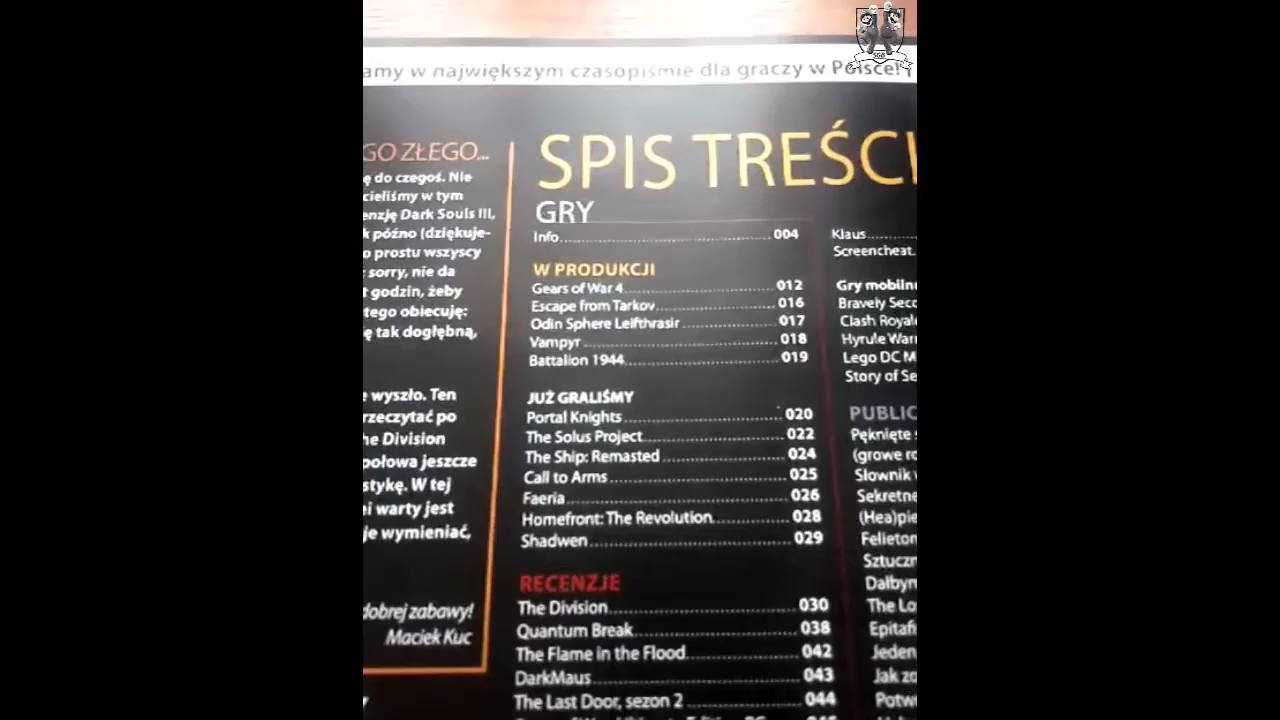 amy w największym czasopiśmie dla graczy w Polsce!
GO ZŁEGO...
ę do czegoś. Nie
cieliśmy w tym
enzję Dark Souls III,
k późno (dziękuje-
o prostu wszyscy
sorry, nie da
t godzin, żeby
tego obiecuję:
ę tak dogłębną,
e wyszło. Ten
rzeczytać po
he Division
połowa jeszcze
stykę. W tej
ei warty jest
je wymieniać,
dobrej zabawy!
Maciek Kuc
SPIS TREŚCI
GRY
Info 004
W PRODUKCJI
Gears of War 4 012
Escape from Tarkov 016
Odin Sphere Leifthrasir 017
Vampyr 018
Battalion 1944 019
JUŻ GRALIŚMY
Portal Knights 020
The Solus Project 022
The Ship: Remasted 024
Call to Arms 025
Faeria 026
Homefront: The Revolution 028
Shadwen 029
RECENZJE
The Division 030
Quantum Break 038
The Flame in the Flood 042
DarkMaus 043
The Last Door, sezon 2 044
Klaus
Screencheat
Gry mobiln
Bravely Sec
Clash Royal
Hyrule War
Lego DC M
Story of Se
PUBLIC
Pęknięte
(growe ro
Słownik
Sekretne
(Hea)pie
Felieton
Sztuczn
Dałbym
The Lo
Epitafi
Jeden
Jak zo
Potw